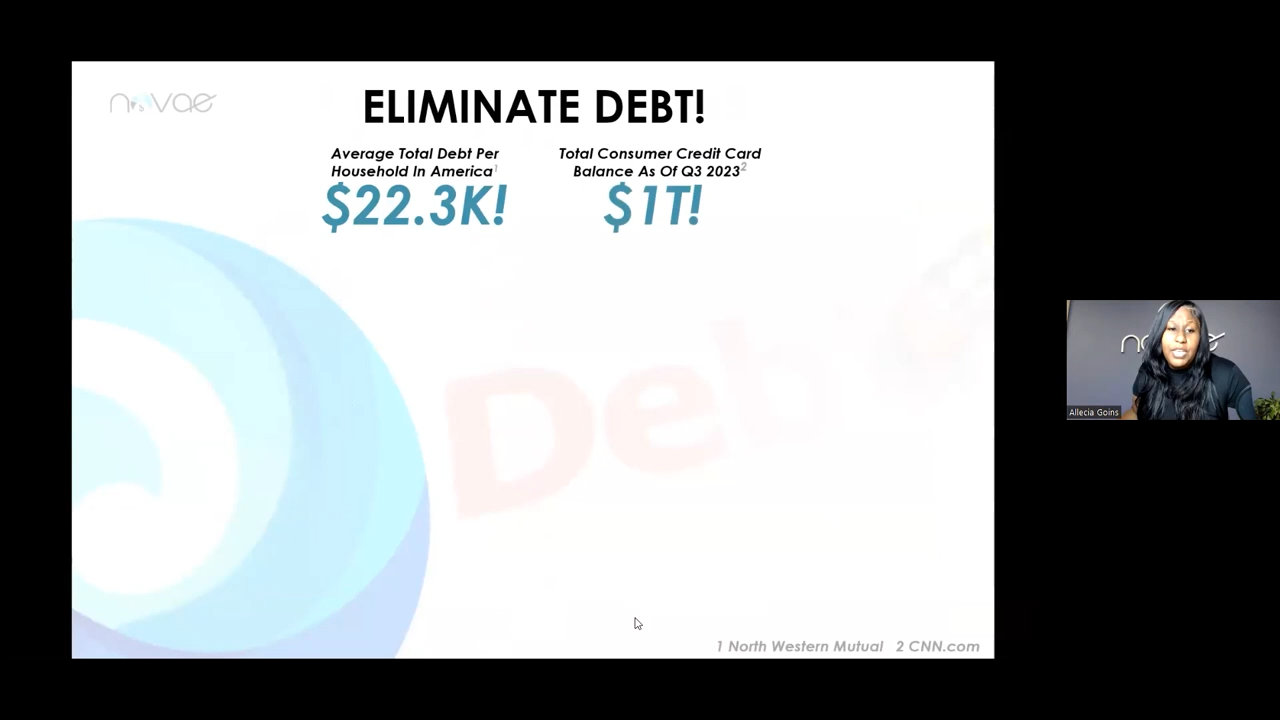 novae
ELIMINATE DEBT!
Average Total Debt Per
Household In America¹
$22.3K!
Total Consumer Credit Card
Balance As Of Q3 2023²
$1T!
Deb
1 North Western Mutual 2 CNN.com
Allecia Goins